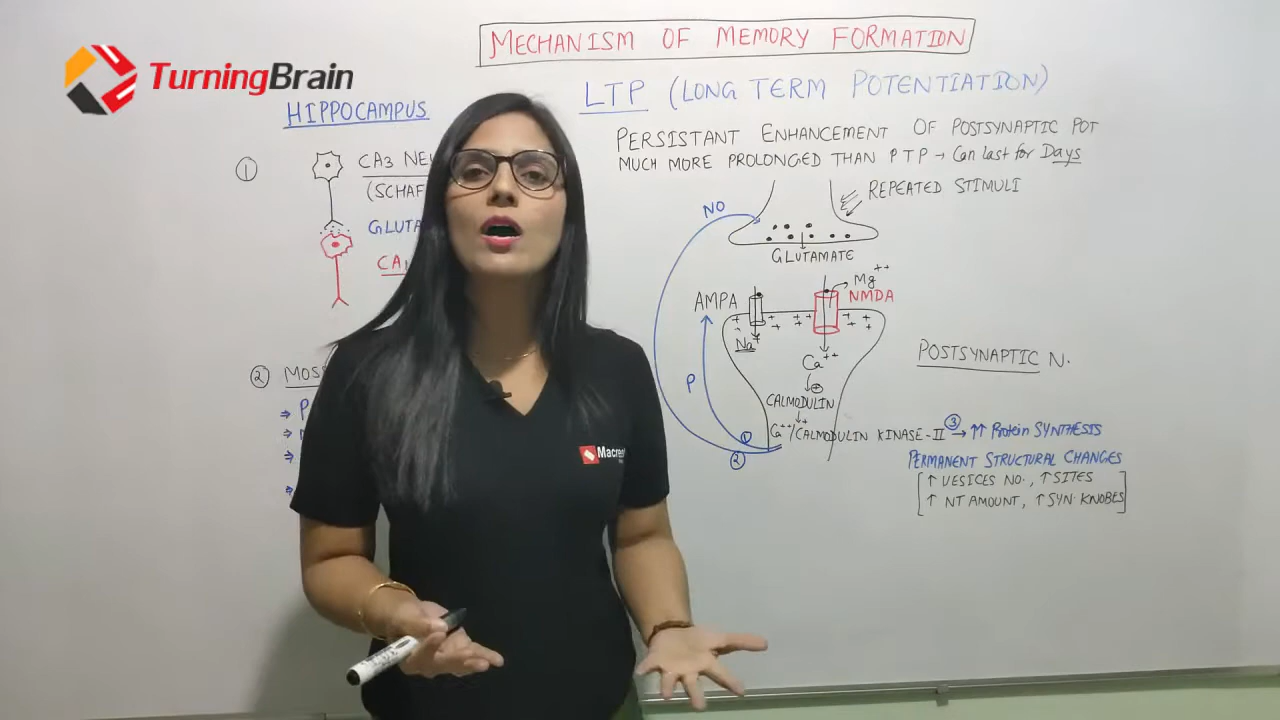 TurningBrain
MECHANISM OF MEMORY FORMATION
LTP (LONG TERM POTENTIATION)
PERSISTANT ENHANCEMENT OF POSTSYNAPTIC POT
MUCH MORE PROLONGED THAN PTP → Can last for Days
HIPPOCAMPUS
①
CA3
(SCHAF
GLUTA
CA1
②
REPEATED STIMULI
NO
GLUTAMATE
Mg++
AMPA
NMDA
+ + + + + + +
Na+
Ca++
POSTSYNAPTIC N.
P
+
CALMODULIN
①
Ca++/CALMODULIN KINASE-II ③ → ↑↑ Protein SYNTHESIS
②
PERMANENT STRUCTURAL CHANGES
[↑ VESICES NO., ↑ SITES
↑ NT AMOUNT, ↑ SYN. KNOBES]